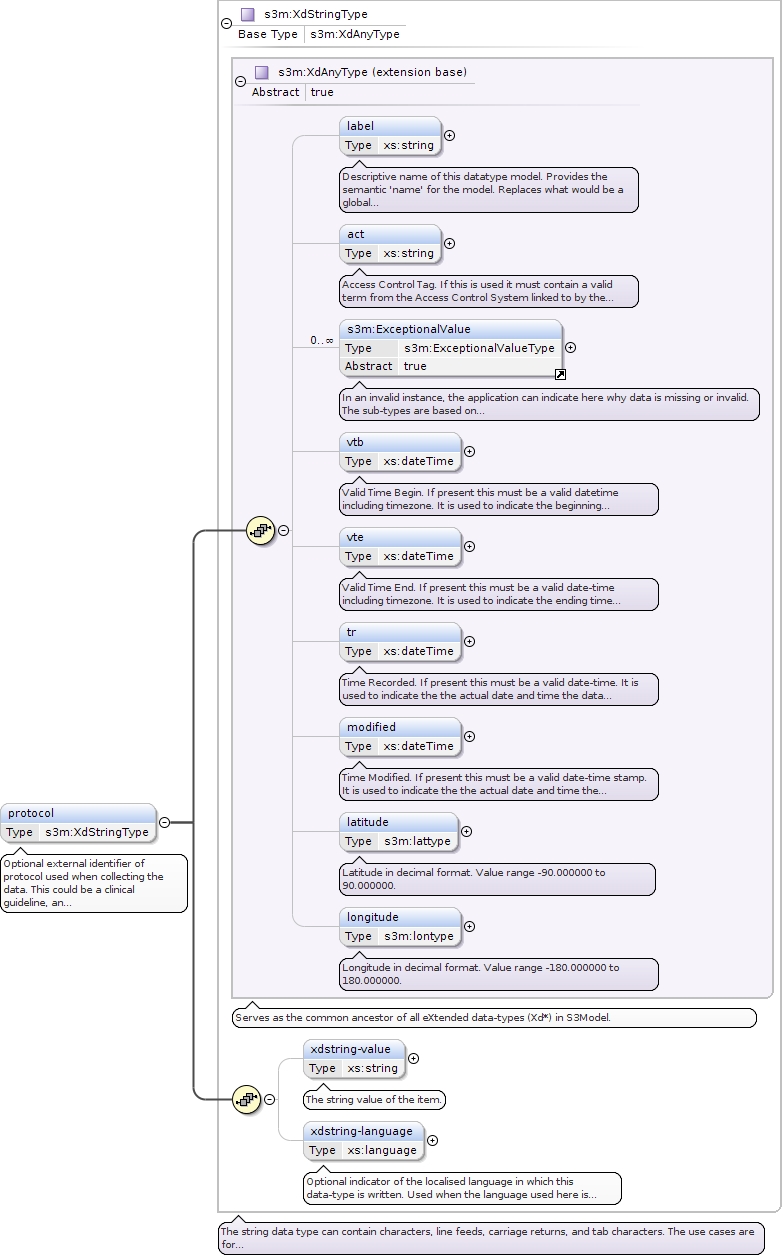 s3m:XdStringType
Base Type s3m:XdAnyType
s3m:XdAnyType (extension base)
Abstract true
label
Type xs:string
Descriptive name of this datatype model. Provides the
semantic 'name' for the model. Replaces what would be a
global...
act
Type xs:string
Access Control Tag. If this is used it must contain a valid
term from the Access Control System linked to by the...
0..∞
s3m:ExceptionalValue
Type s3m:ExceptionalValueType
Abstract true
In an invalid instance, the application can indicate here why data is missing or invalid.
The sub-types are based on...
vtb
Type xs:dateTime
Valid Time Begin. If present this must be a valid datetime
including timezone. It is used to indicate the beginning...
vte
Type xs:dateTime
Valid Time End. If present this must be a valid date-time
including timezone. It is used to indicate the ending time...
tr
Type xs:dateTime
Time Recorded. If present this must be a valid date-time. It is
used to indicate the the actual date and time the data...
modified
Type xs:dateTime
Time Modified. If present this must be a valid date-time stamp.
It is used to indicate the the actual date and time the...
protocol
Type s3m:XdStringType
Optional external identifier of
protocol used when collecting the
data. This could be a clinical
guideline, an...
latitude
Type s3m:lattype
Latitude in decimal format. Value range -90.000000 to
90.000000.
longitude
Type s3m:lontype
Longitude in decimal format. Value range -180.000000 to
180.000000.
Serves as the common ancestor of all eXtended data-types (Xd*) in S3Model.
xdstring-value
Type xs:string
The string value of the item.
xdstring-language
Type xs:language
Optional indicator of the localised language in which this
data-type is written. Used when the language used here is...
The string data type can contain characters, line feeds, carriage returns, and tab characters. The use cases are
for...